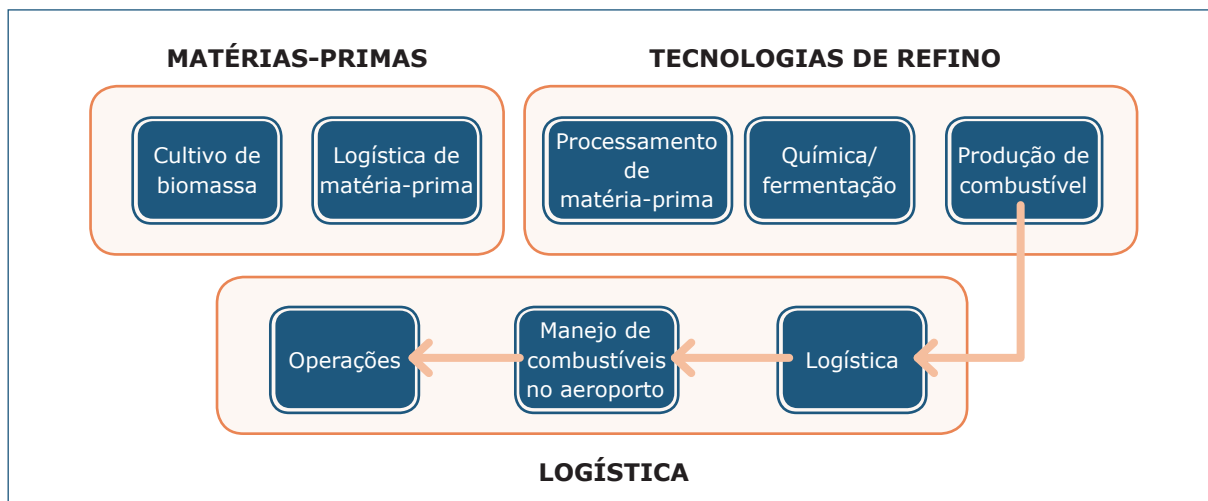 MATÉRIAS-PRIMAS
Cultivo de
biomassa
Logística de
matéria-prima
TECNOLOGIAS DE REFINO
Processamento
de
matéria-prima
Química/
fermentação
Produção de
combustível
Operações
Manejo de
combustíveis
no aeroporto
Logística
LOGÍSTICA